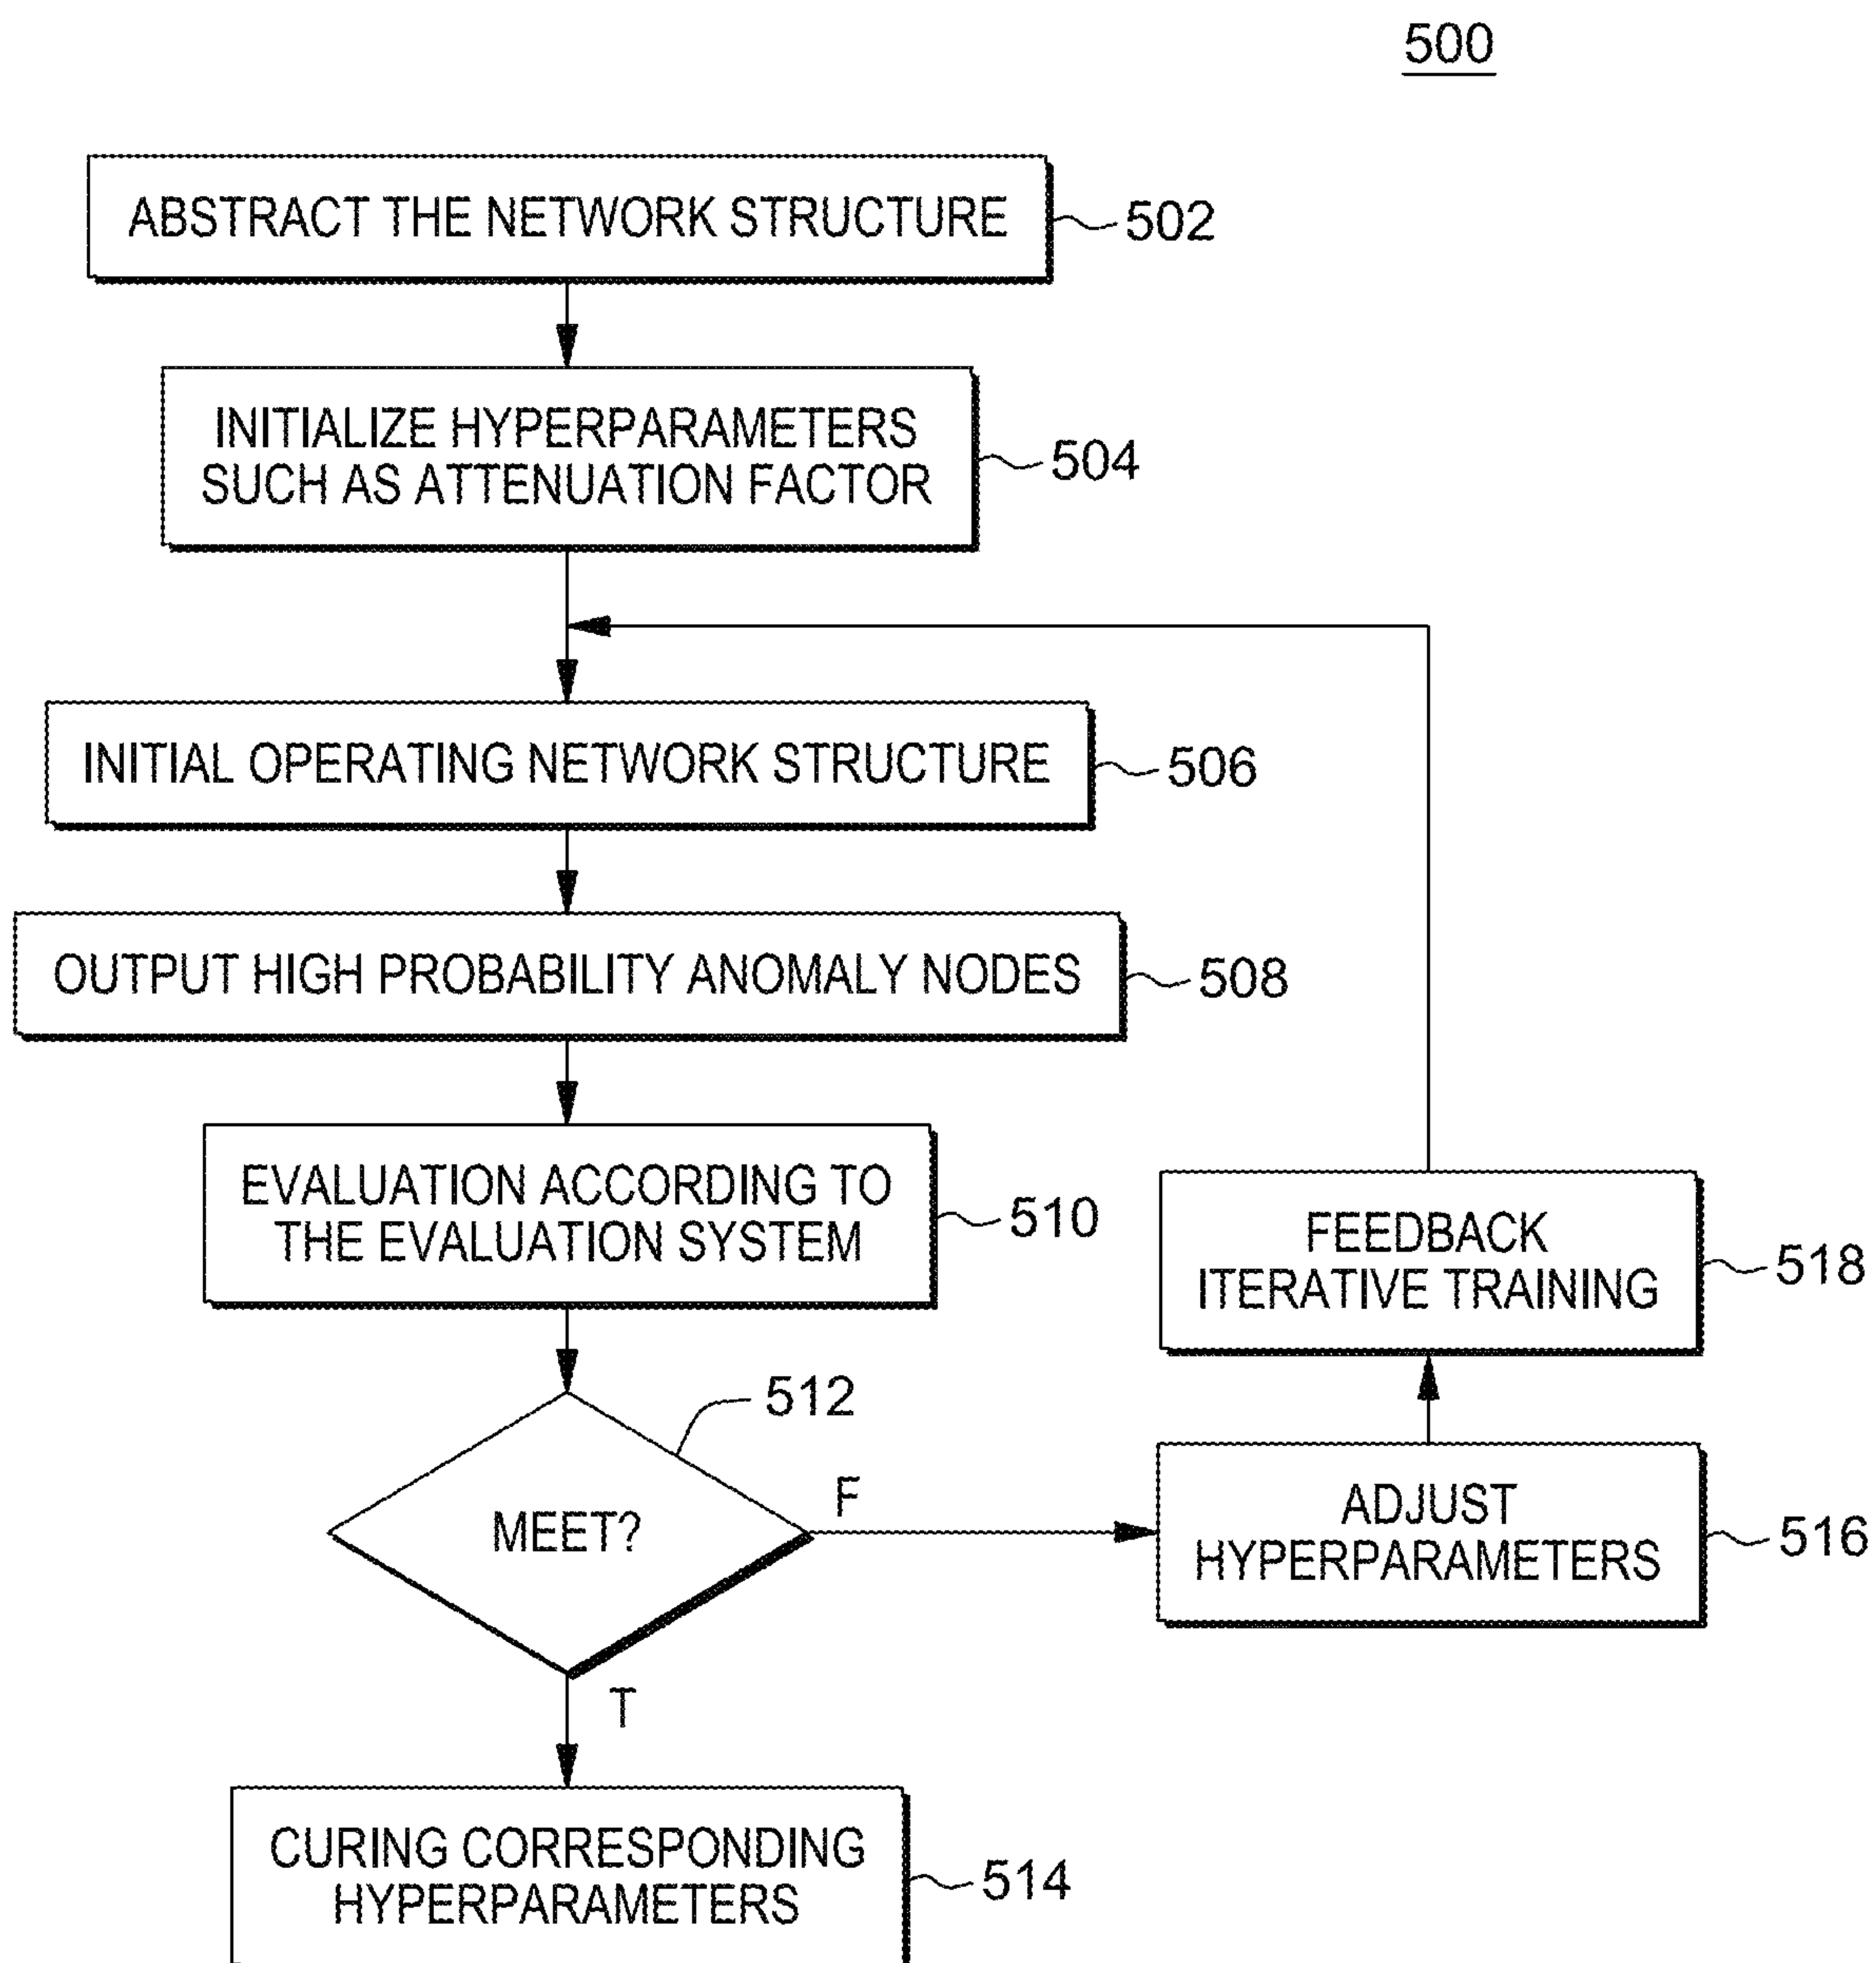 500
ABSTRACT THE NETWORK STRUCTURE
502
INITIALIZE HYPERPARAMETERS
SUCH AS ATTENUATION FACTOR
504
INITIAL OPERATING NETWORK STRUCTURE
506
OUTPUT HIGH PROBABILITY ANOMALY NODES
508
EVALUATION ACCORDING TO
THE EVALUATION SYSTEM
510
FEEDBACK
ITERATIVE TRAINING
518
512
MEET?
F
ADJUST
HYPERPARAMETERS
516
T
CURING CORRESPONDING
HYPERPARAMETERS
514